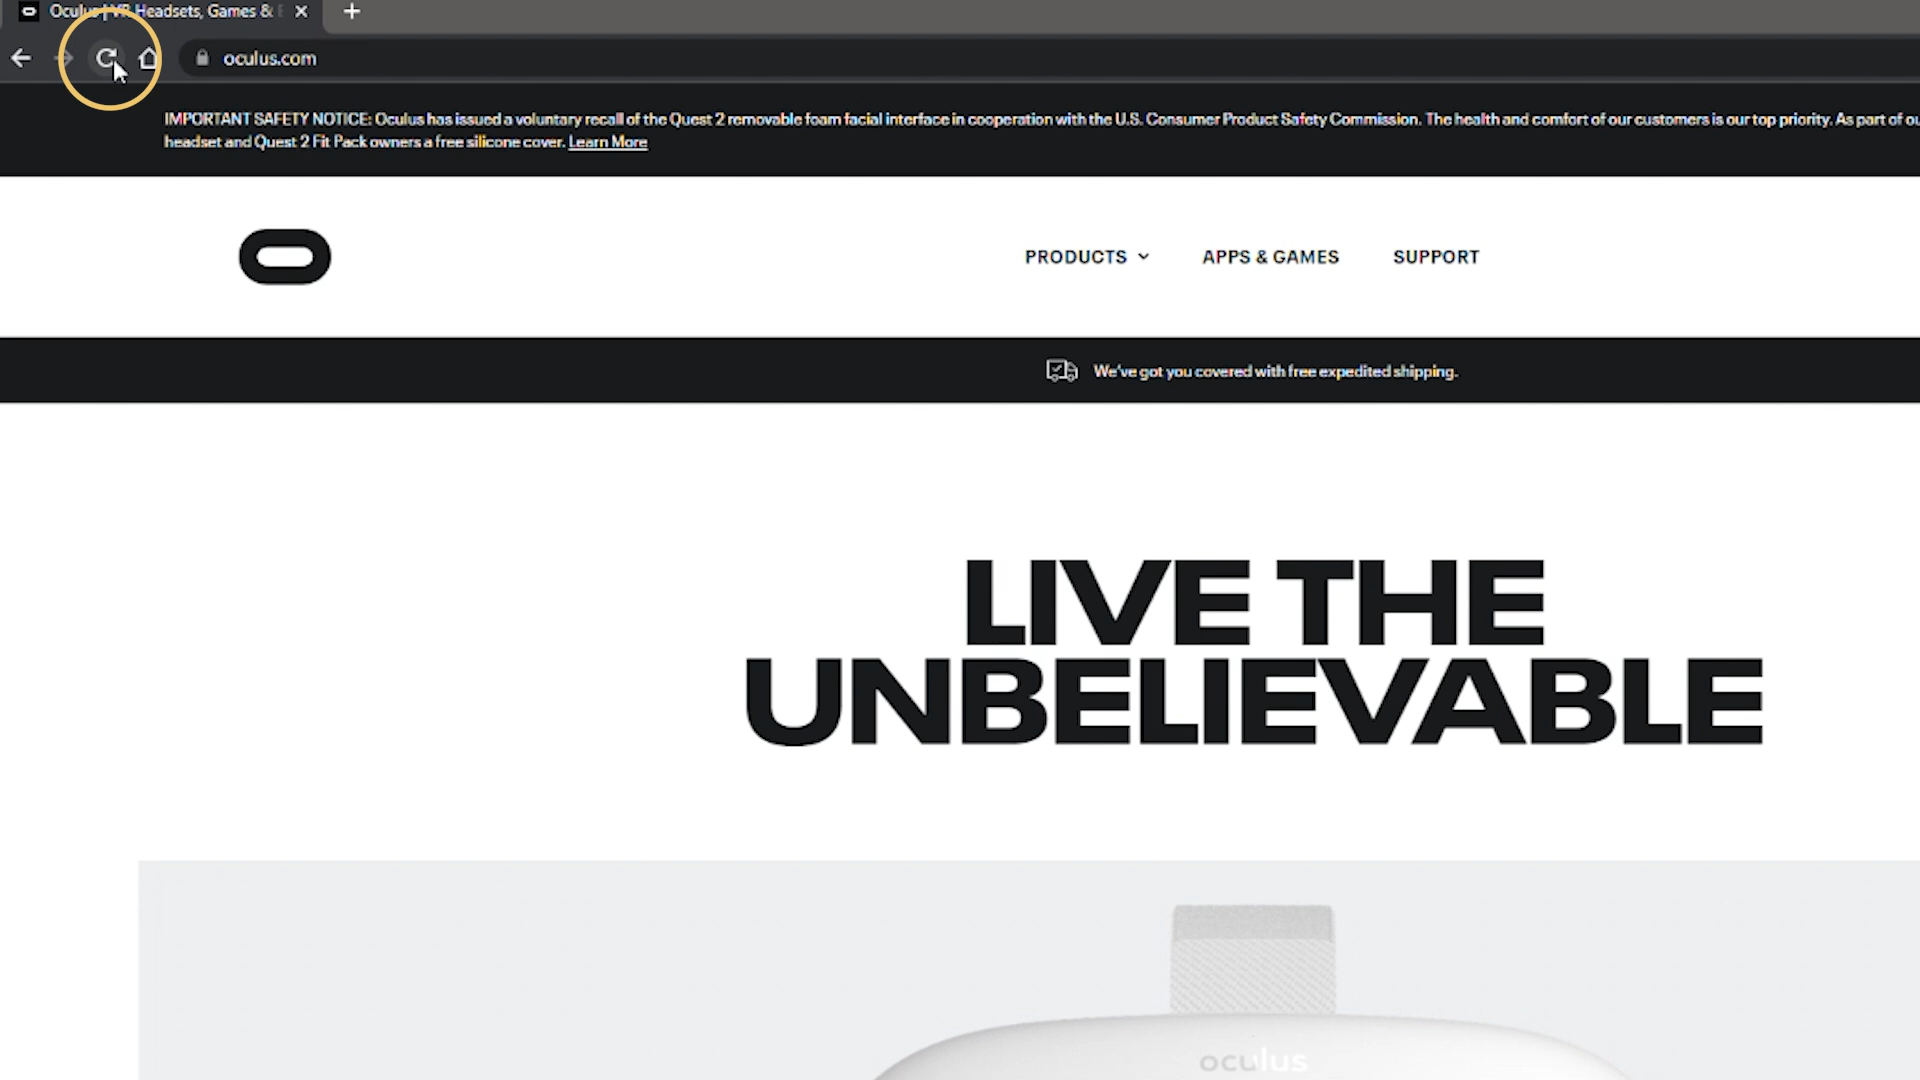 Oculus | VR Headsets, Games &
oculus.com
IMPORTANT SAFETY NOTICE: Oculus has issued a voluntary recall of the Quest 2 removable foam facial interface in cooperation with the U.S. Consumer Product Safety Commission. The health and comfort of our customers is our top priority. As part of
headset and Quest 2 Fit Pack owners a free silicone cover. Learn More
PRODUCTS APPS & GAMES SUPPORT
We've got you covered with free expedited shipping.
LIVE THE
UNBELIEVABLE
oculus